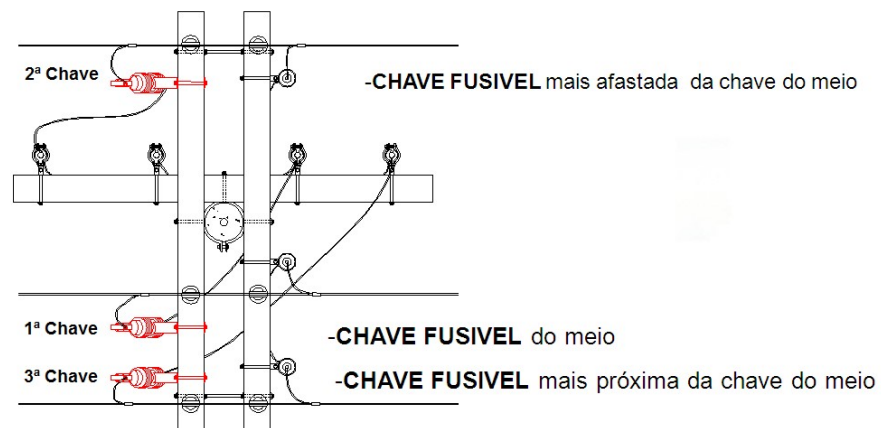 2ª Chave
-CHAVE FUSIVEL mais afastada da chave do meio
1ª Chave
-CHAVE FUSIVEL do meio
3ª Chave
-CHAVE FUSIVEL mais próxima da chave do meio